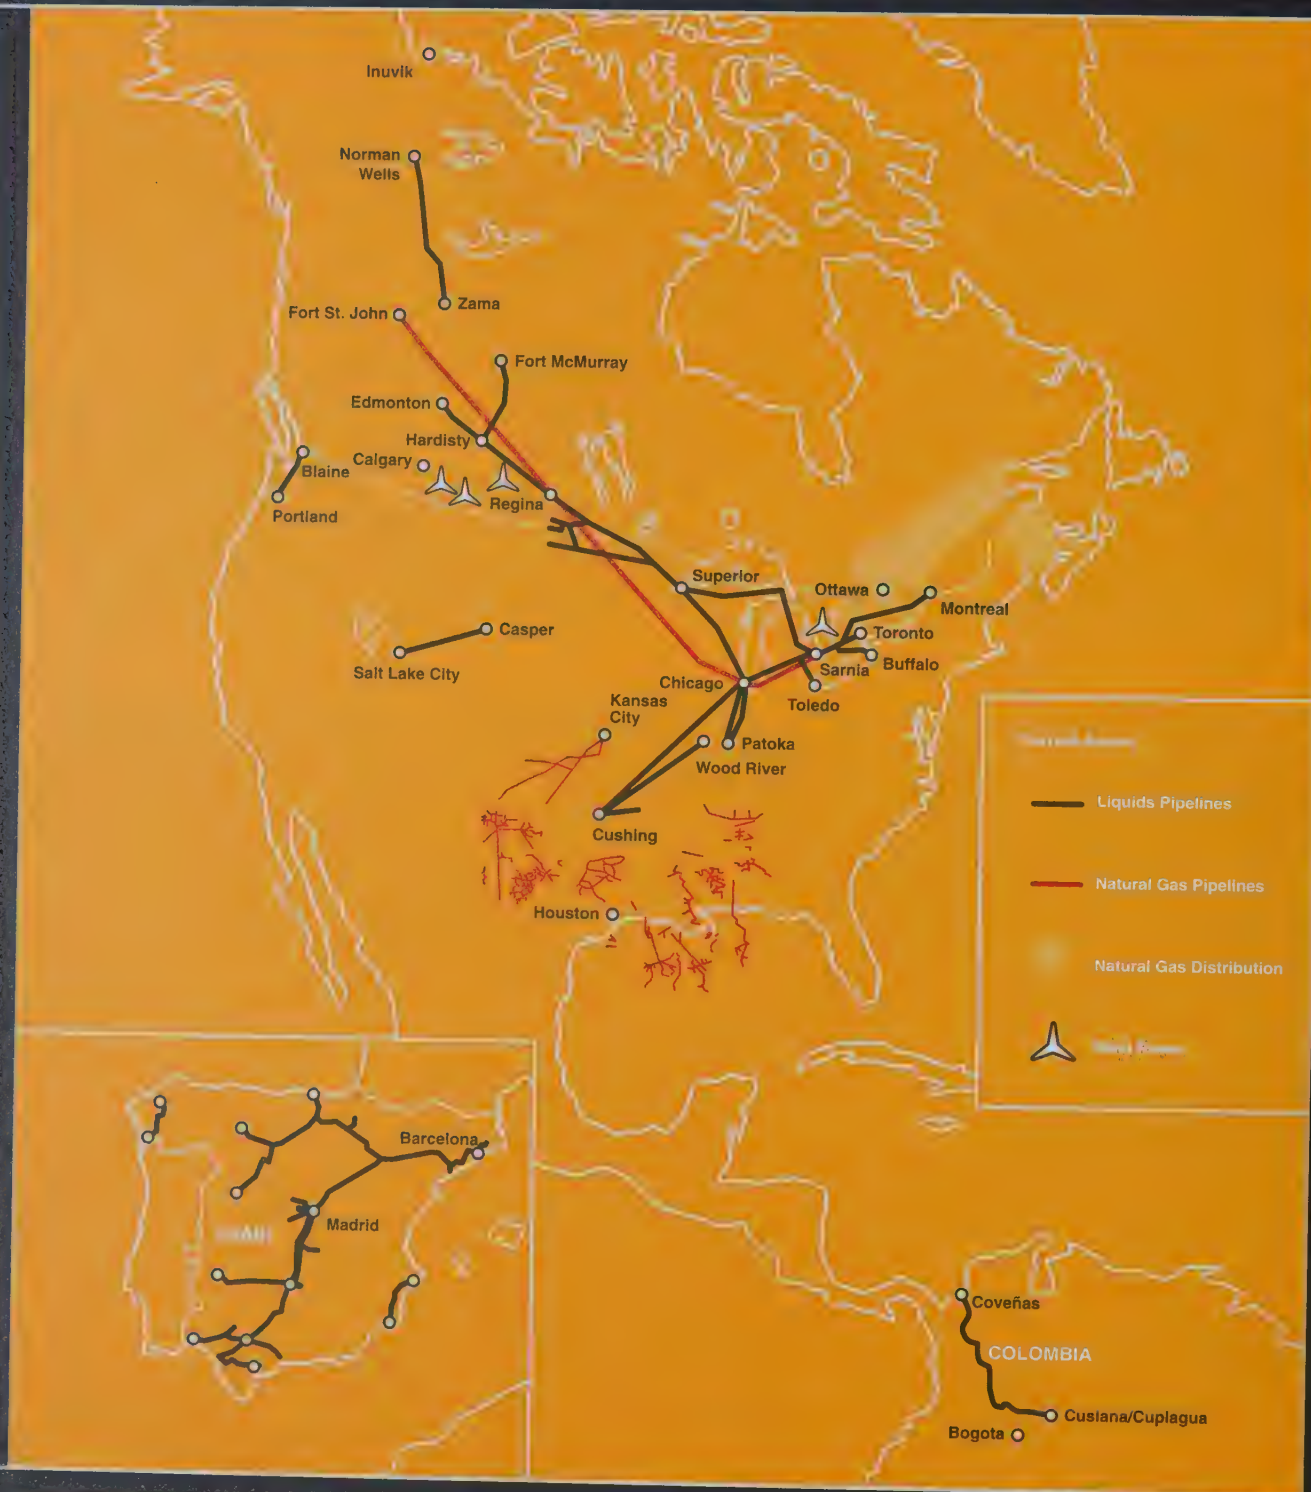 Inuvik
Norman
Wells
Zama
Fort St. John
Fort McMurray
Edmonton
Hardisty
Calgary
Blaine
Regina
Portland
Superior
Ottawa
Montreal
Toronto
Casper
Buffalo
Sarnia
Salt Lake City
Chicago
Toledo
Kansas
City
Patoka
Wood River
Liquids Pipelines
Cushing
Natural Gas Pipelines
Houston
Natural Gas Distribution
Barcelona
Madrid
Coveñas
COLOMBIA
Cusiana/Cupiagua
Bogota